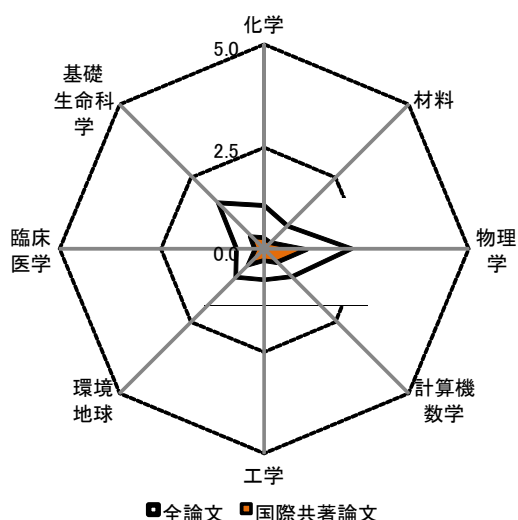 化学
5.0
基礎
生命科
学
材料
2.5
臨床
医学
0.0
物理
学
環境
地球
計算機
数学
工学
全論文 国際共著論文